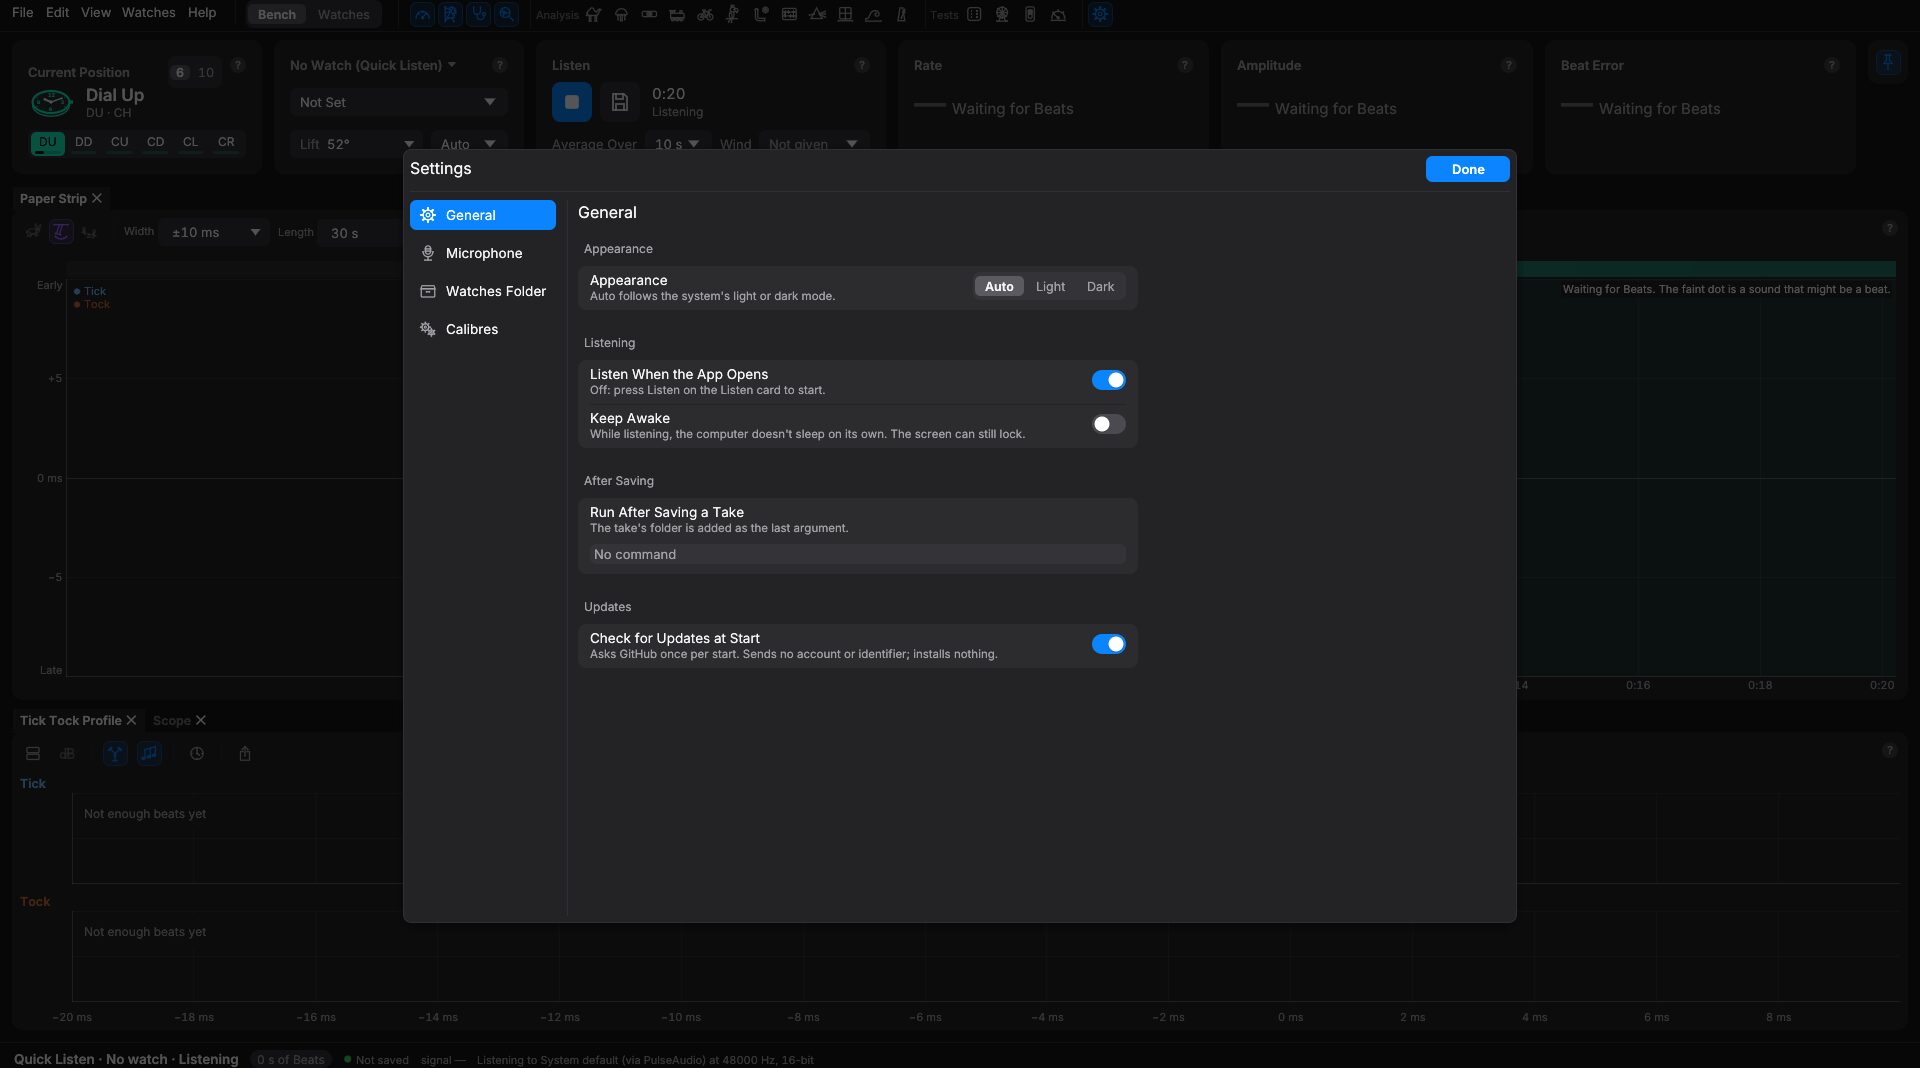 File Edit View Watches Help
Bench Watches
Analysis
Tests
Current Position
6 10
?
Dial Up
DU · CH
DU DD CU CD CL CR
No Watch (Quick Listen)
?
Not Set
Lift 52°
Auto
Listen
?
0:20
Listening
Average Over 10 s Wind Not given
Rate
?
Waiting for Beats
Amplitude
?
Waiting for Beats
Beat Error
?
Waiting for Beats
Paper Strip
Width ±10 ms Length 30 s
?
Early
Tick
Tock
+5
0 ms
−5
Late
Waiting for Beats. The faint dot is a sound that might be a beat.
14 0:16 0:18 0:20
Settings
Done
General
Microphone
Watches Folder
Calibres
General
Appearance
Appearance
Auto follows the system's light or dark mode.
Auto Light Dark
Listening
Listen When the App Opens
Off: press Listen on the Listen card to start.
Keep Awake
While listening, the computer doesn't sleep on its own. The screen can still lock.
After Saving
Run After Saving a Take
The take's folder is added as the last argument.
No command
Updates
Check for Updates at Start
Asks GitHub once per start. Sends no account or identifier; installs nothing.
Tick Tock Profile
Scope
dB
?
Tick
Not enough beats yet
Tock
Not enough beats yet
−20 ms −18 ms −16 ms −14 ms −12 ms −10 ms −8 ms −6 ms −4 ms −2 ms 0 ms 2 ms 4 ms 6 ms 8 ms
Quick Listen · No watch · Listening 0 s of Beats Not saved signal — Listening to System default (via PulseAudio) at 48000 Hz, 16-bit